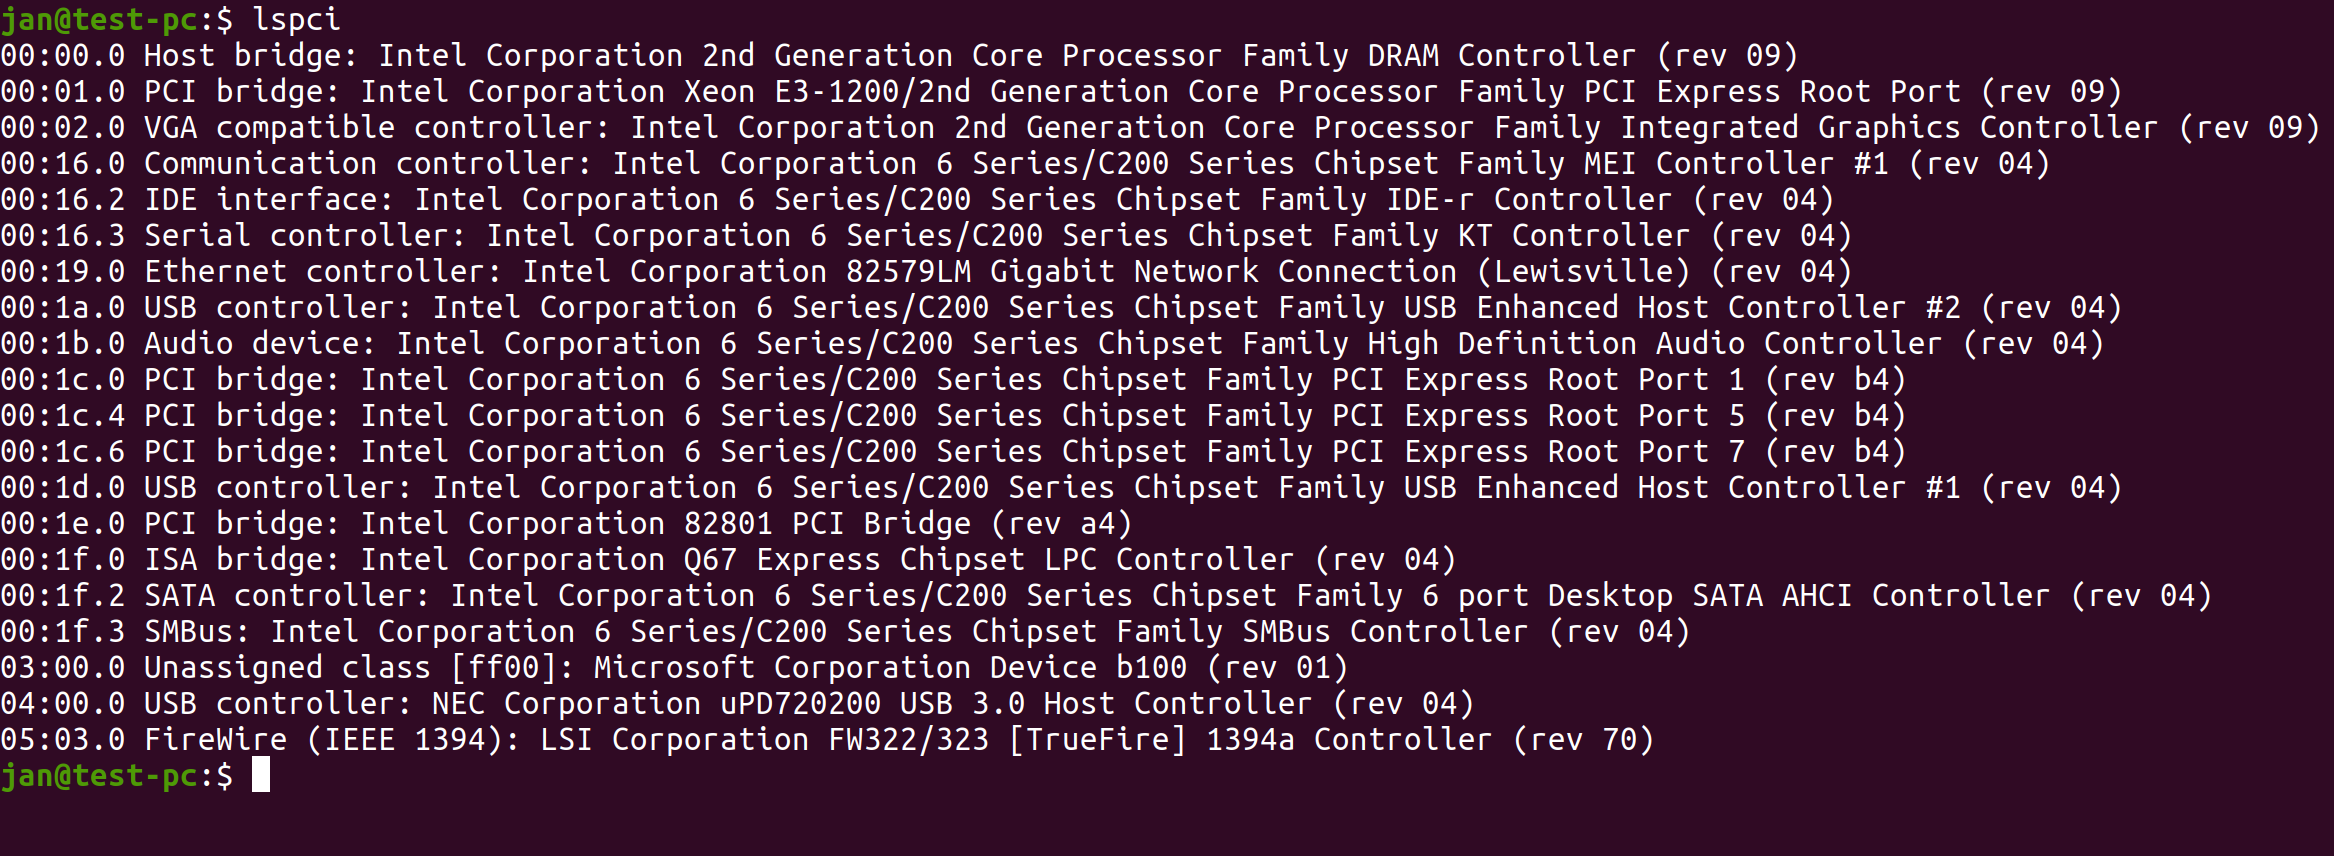 jan@test-pc:$ lspci
00:00.0 Host bridge: Intel Corporation 2nd Generation Core Processor Family DRAM Controller (rev 09)
00:01.0 PCI bridge: Intel Corporation Xeon E3-1200/2nd Generation Core Processor Family PCI Express Root Port (rev 09)
00:02.0 VGA compatible controller: Intel Corporation 2nd Generation Core Processor Family Integrated Graphics Controller (rev 09)
00:16.0 Communication controller: Intel Corporation 6 Series/C200 Series Chipset Family MEI Controller #1 (rev 04)
00:16.2 IDE interface: Intel Corporation 6 Series/C200 Series Chipset Family IDE-r Controller (rev 04)
00:16.3 Serial controller: Intel Corporation 6 Series/C200 Series Chipset Family KT Controller (rev 04)
00:19.0 Ethernet controller: Intel Corporation 82579LM Gigabit Network Connection (Lewisville) (rev 04)
00:1a.0 USB controller: Intel Corporation 6 Series/C200 Series Chipset Family USB Enhanced Host Controller #2 (rev 04)
00:1b.0 Audio device: Intel Corporation 6 Series/C200 Series Chipset Family High Definition Audio Controller (rev 04)
00:1c.0 PCI bridge: Intel Corporation 6 Series/C200 Series Chipset Family PCI Express Root Port 1 (rev b4)
00:1c.4 PCI bridge: Intel Corporation 6 Series/C200 Series Chipset Family PCI Express Root Port 5 (rev b4)
00:1c.6 PCI bridge: Intel Corporation 6 Series/C200 Series Chipset Family PCI Express Root Port 7 (rev b4)
00:1d.0 USB controller: Intel Corporation 6 Series/C200 Series Chipset Family USB Enhanced Host Controller #1 (rev 04)
00:1e.0 PCI bridge: Intel Corporation 82801 PCI Bridge (rev a4)
00:1f.0 ISA bridge: Intel Corporation Q67 Express Chipset LPC Controller (rev 04)
00:1f.2 SATA controller: Intel Corporation 6 Series/C200 Series Chipset Family 6 port Desktop SATA AHCI Controller (rev 04)
00:1f.3 SMBus: Intel Corporation 6 Series/C200 Series Chipset Family SMBus Controller (rev 04)
03:00.0 Unassigned class [ff00]: Microsoft Corporation Device b100 (rev 01)
04:00.0 USB controller: NEC Corporation uPD720200 USB 3.0 Host Controller (rev 04)
05:03.0 FireWire (IEEE 1394): LSI Corporation FW322/323 [TrueFire] 1394a Controller (rev 70)
jan@test-pc:$